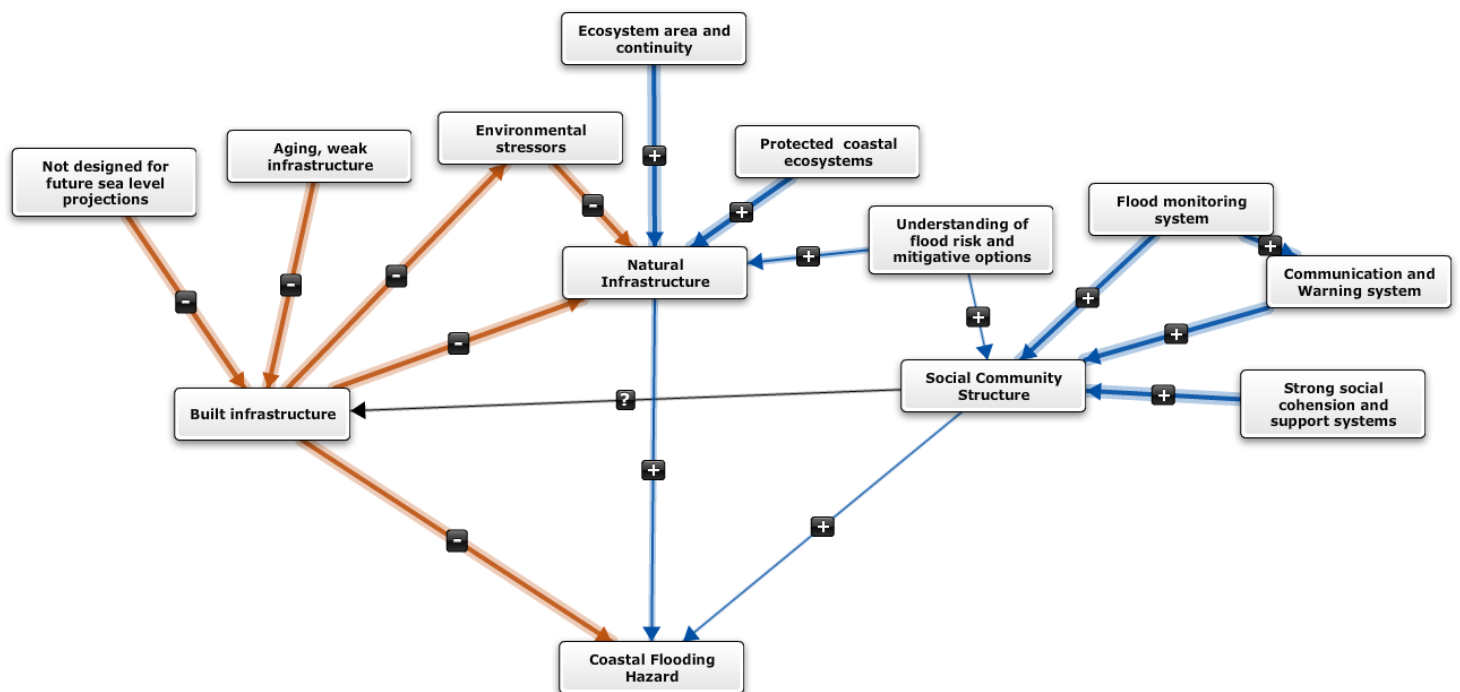 Ecosystem area and
continuity
Environmental
stressors
Protected coastal
ecosystems
Aging, weak
infrastructure
Not designed for
future sea level
projections
Flood monitoring
system
Understanding of
flood risk and
mitigative options
Natural
Infrastructure
Communication and
Warning system
Social Community
Structure
Strong social
cohension and
support systems
Built infrastructure
Coastal Flooding
Hazard
+
-
+
+
+
-
-
-
-
+
+
+
+
?
+
+
-
+